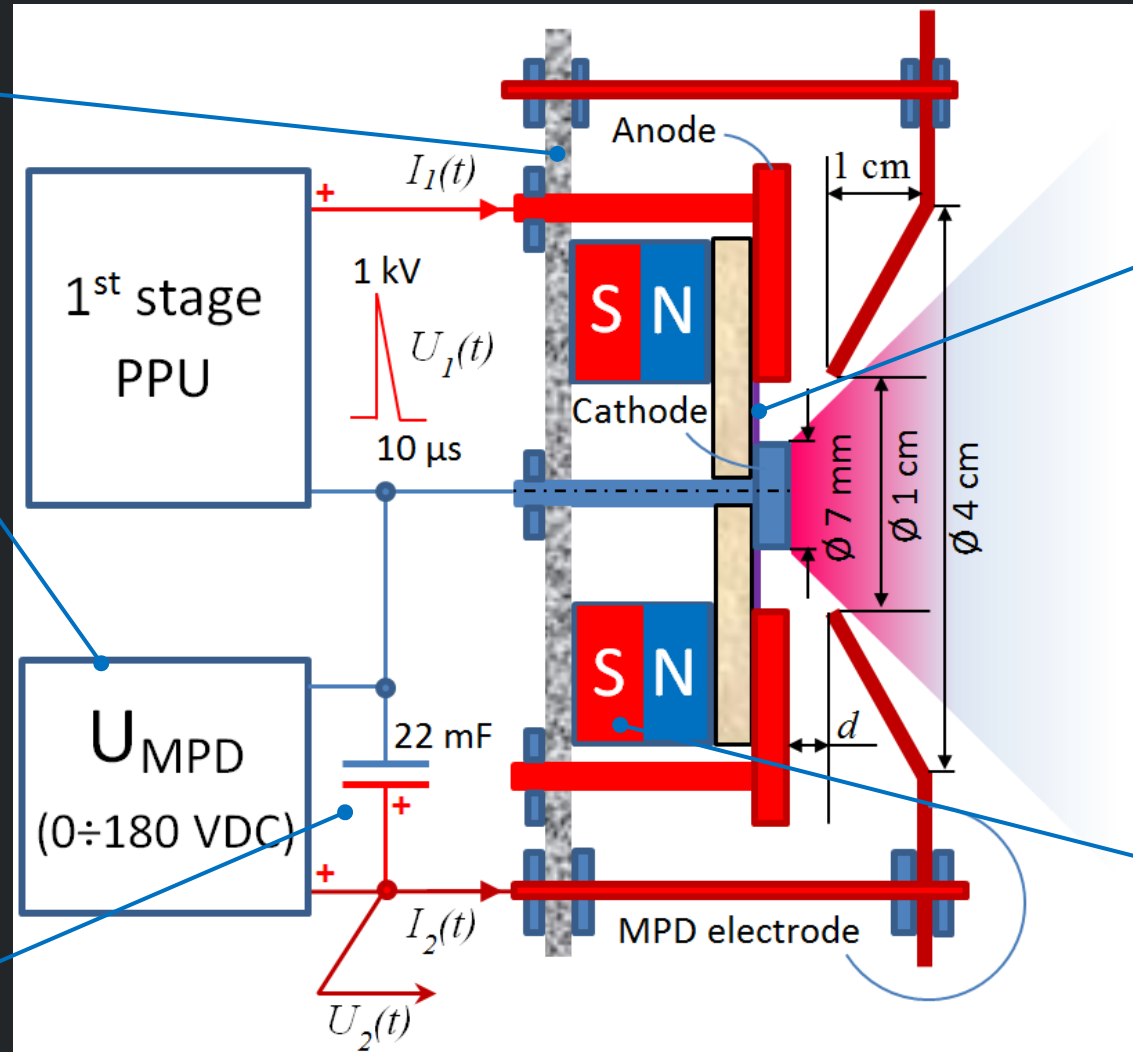 Anode
1 cm
I1(t)
+
1st stage
PPU
1 kV
U1(t)
10 μs
S N
Cathode
Ø 7 mm
Ø 1 cm
Ø 4 cm
S N
d
22 mF
+
UMPD
(0÷180 VDC)
+
I2(t)
MPD electrode
U2(t)